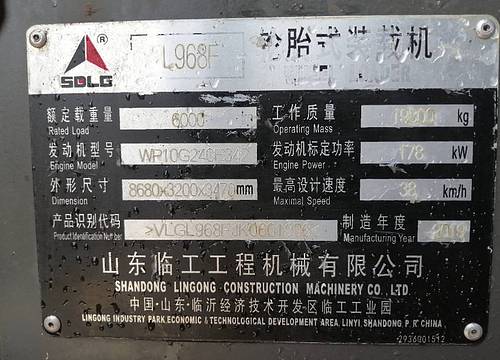 L968F 轮胎式装载机
®
SDLG
额定载重量 6000
Rated Load
工作质量 kg
Operating Mass
发动机型号
Engine Model
发动机标定功率 178 kW
Engine Power
外形尺寸 8680×3200×3470mm
Dimension
最高设计速度 38 km/h
Maximal Speed
产品识别代码
Product Identification Number
制造年度
Manufacturing Year
山东临工工程机械有限公司
SHANDONG LINGONG CONSTRUCTION MACHINERY CO., LTD.
中国·山东·临沂经济技术开发区临工工业园
LINGONG INDUSTRY PARK ECONOMIC & TECHNOLOGICAL DEVELOPMENT AREA, LINYI, SHANDONG, P. R. CHINA
2936001512